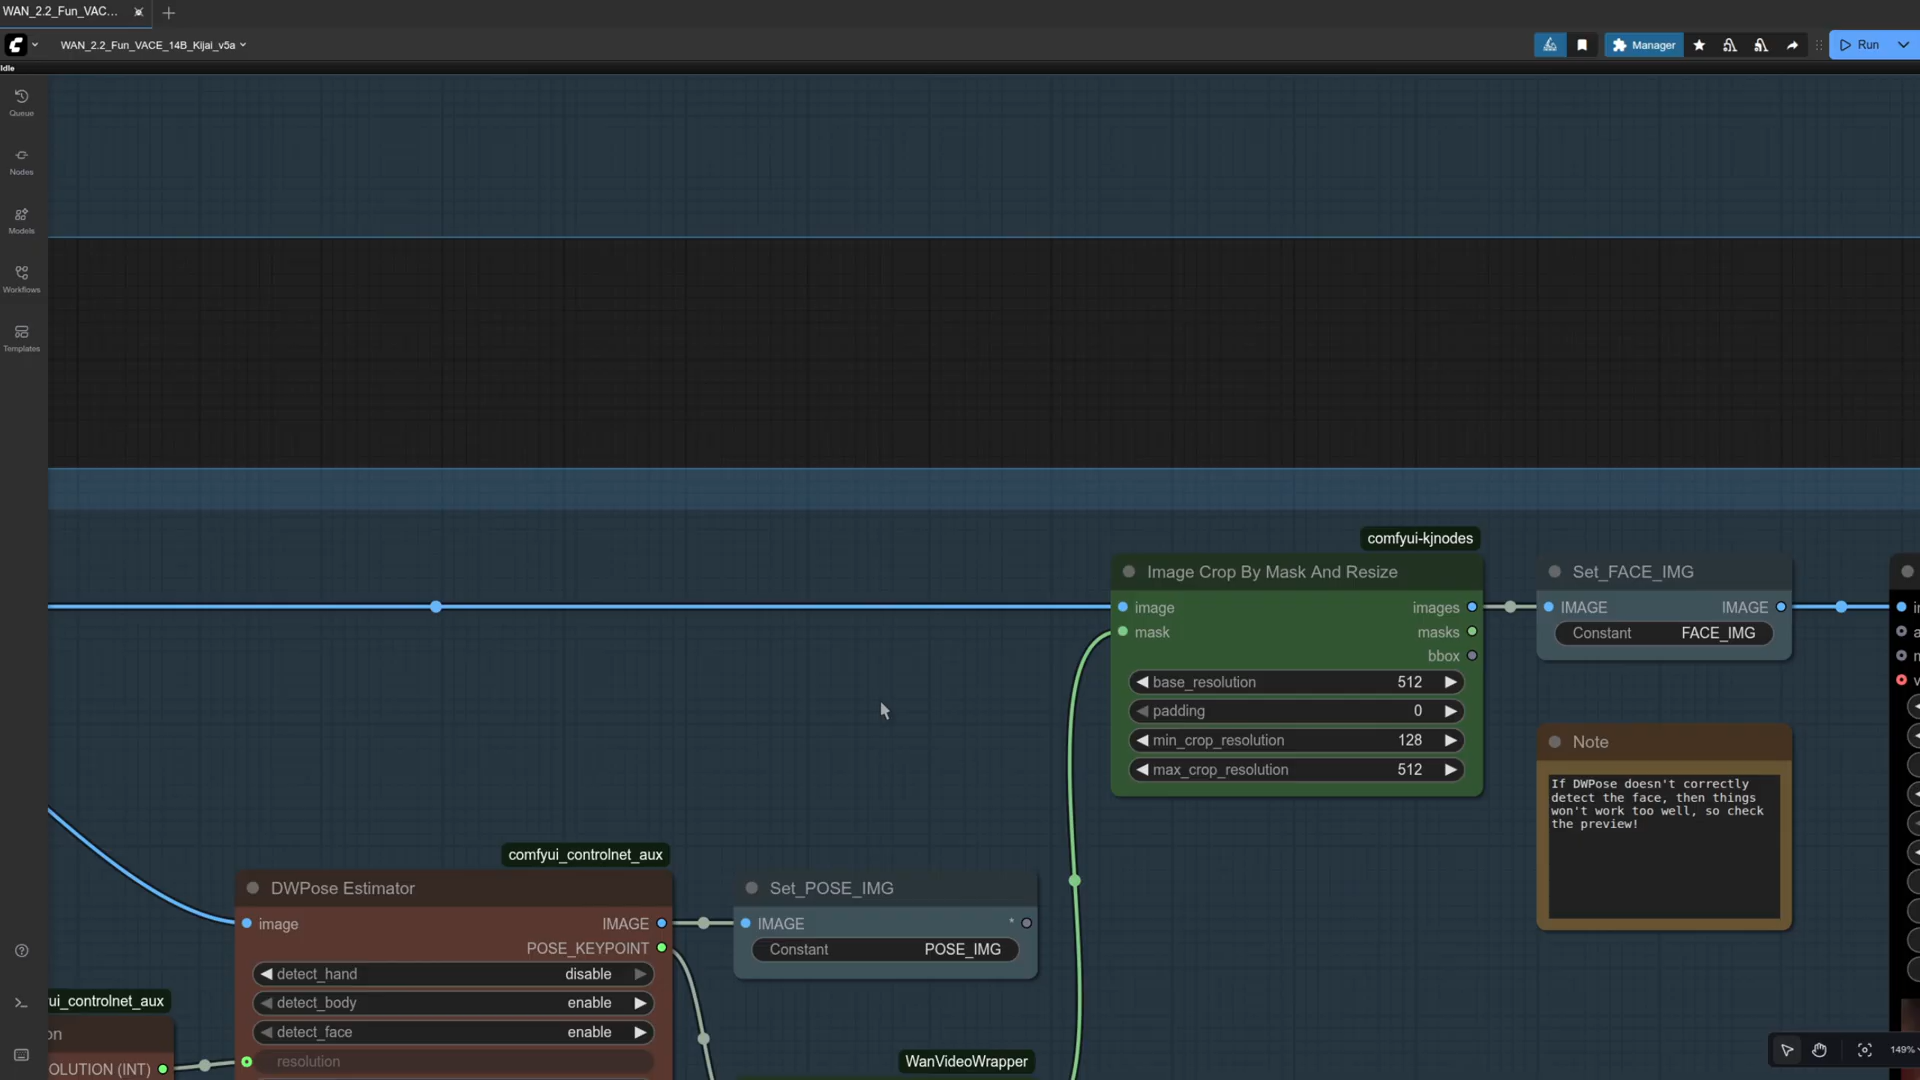 WAN_2.2_Fun_VAC...
WAN_2.2_Fun_VACE_14B_Kijai_v5a
Manager
Run
Idle
Queue
Nodes
Models
Workflows
Templates
comfyui-kjnodes
Image Crop By Mask And Resize
image
images
mask
masks
bbox
base_resolution 512
padding 0
min_crop_resolution 128
max_crop_resolution 512
Set_FACE_IMG
IMAGE IMAGE
Constant FACE_IMG
Note
If DWPose doesn't correctly
detect the face, then things
won't work too well, so check
the preview!
comfyui_controlnet_aux
DWPose Estimator
image IMAGE
POSE_KEYPOINT
detect_hand disable
detect_body enable
detect_face enable
resolution
Set_POSE_IMG
IMAGE *
Constant POSE_IMG
WanVideoWrapper
ui_controlnet_aux
on
OLUTION (INT)
149%